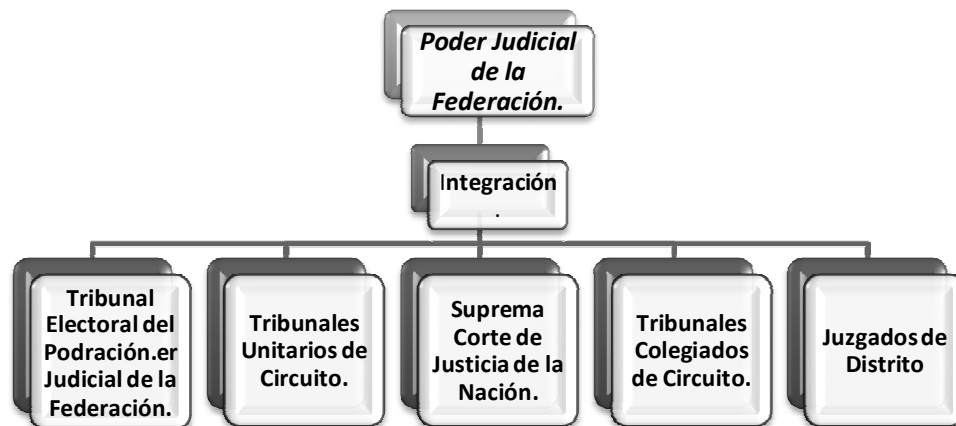 Poder Judicial
de la
Federación.
Integración
.
Tribunal
Electoral del
Podración.er
Judicial de la
Federación.
Tribunales
Unitarios de
Circuito.
Suprema
Corte de
Justicia de la
Nación.
Tribunales
Colegiados
de Circuito.
Juzgados de
Distrito